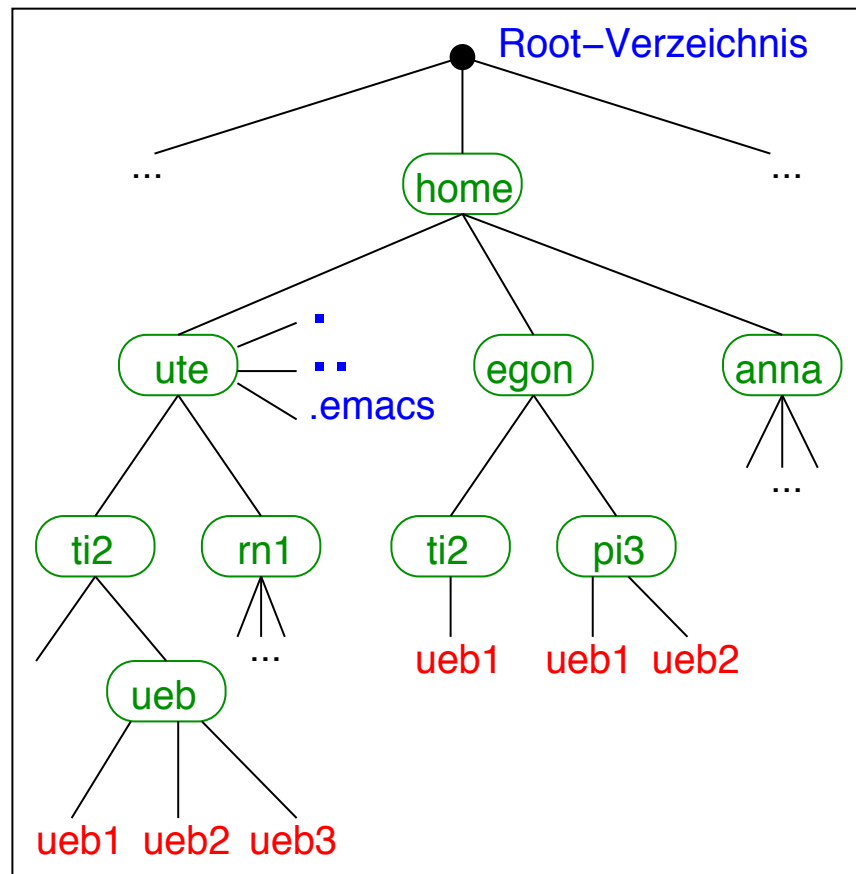 Root–Verzeichnis
... ...
home
.
ute .. egon anna
.emacs
...
ti2 rn1 ti2 pi3
... ueb1 ueb1 ueb2
ueb
ueb1 ueb2 ueb3